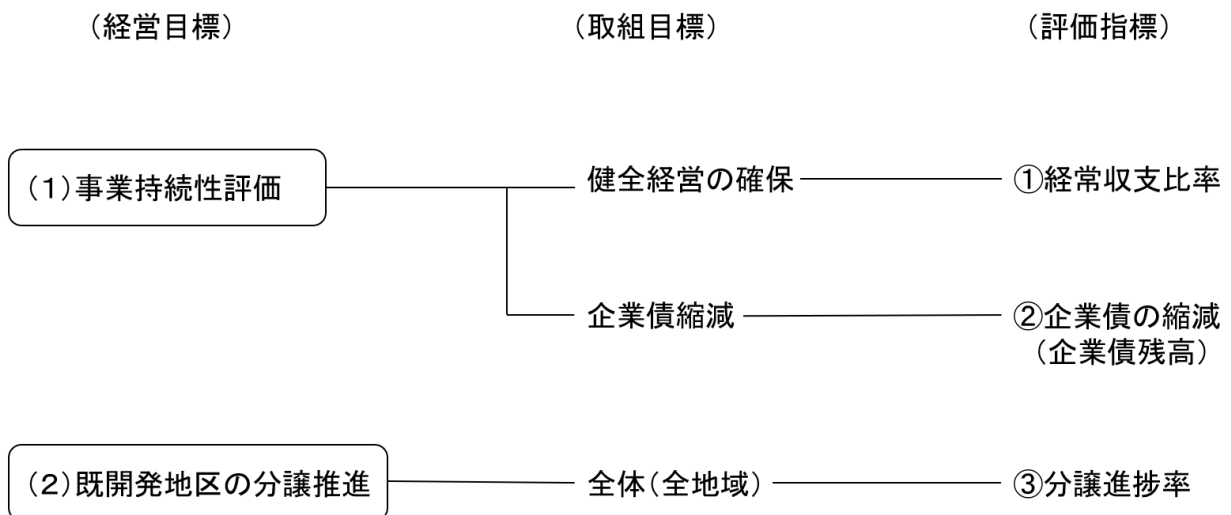 （経営目標）
（取組目標）
（評価指標）
（１）事業持続性評価
健全経営の確保
①経常収支比率
企業債縮減
②企業債の縮減
（企業債残高）
（２）既開発地区の分譲推進
全体（全地域）
③分譲進捗率